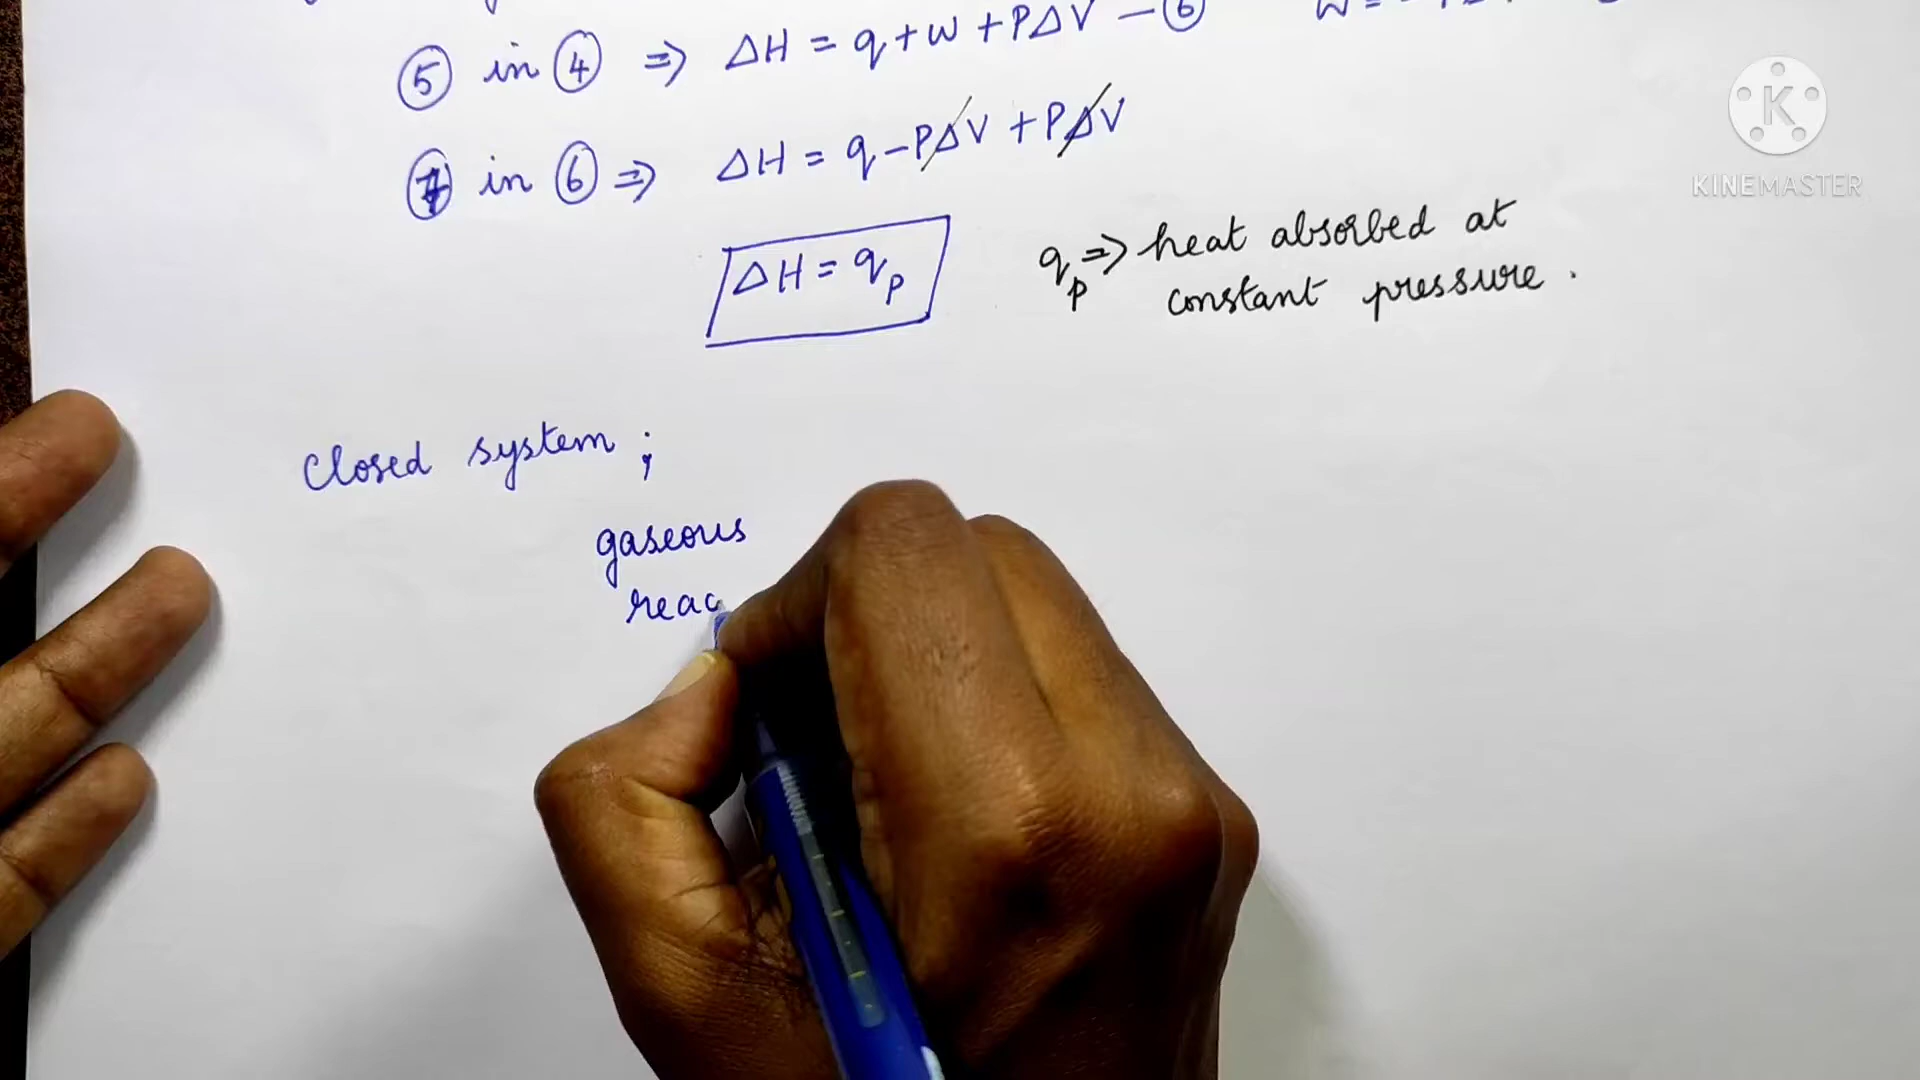 ⑤ in ④ ⇒ ΔH = q + w + PΔV — ⑥
⑦ in ⑥ ⇒ ΔH = q - PΔV + PΔV
ΔH = qₚ
qₚ ⇒ heat absorbed at
constant pressure.
Closed system ;
gaseous
reac
KINEMASTER